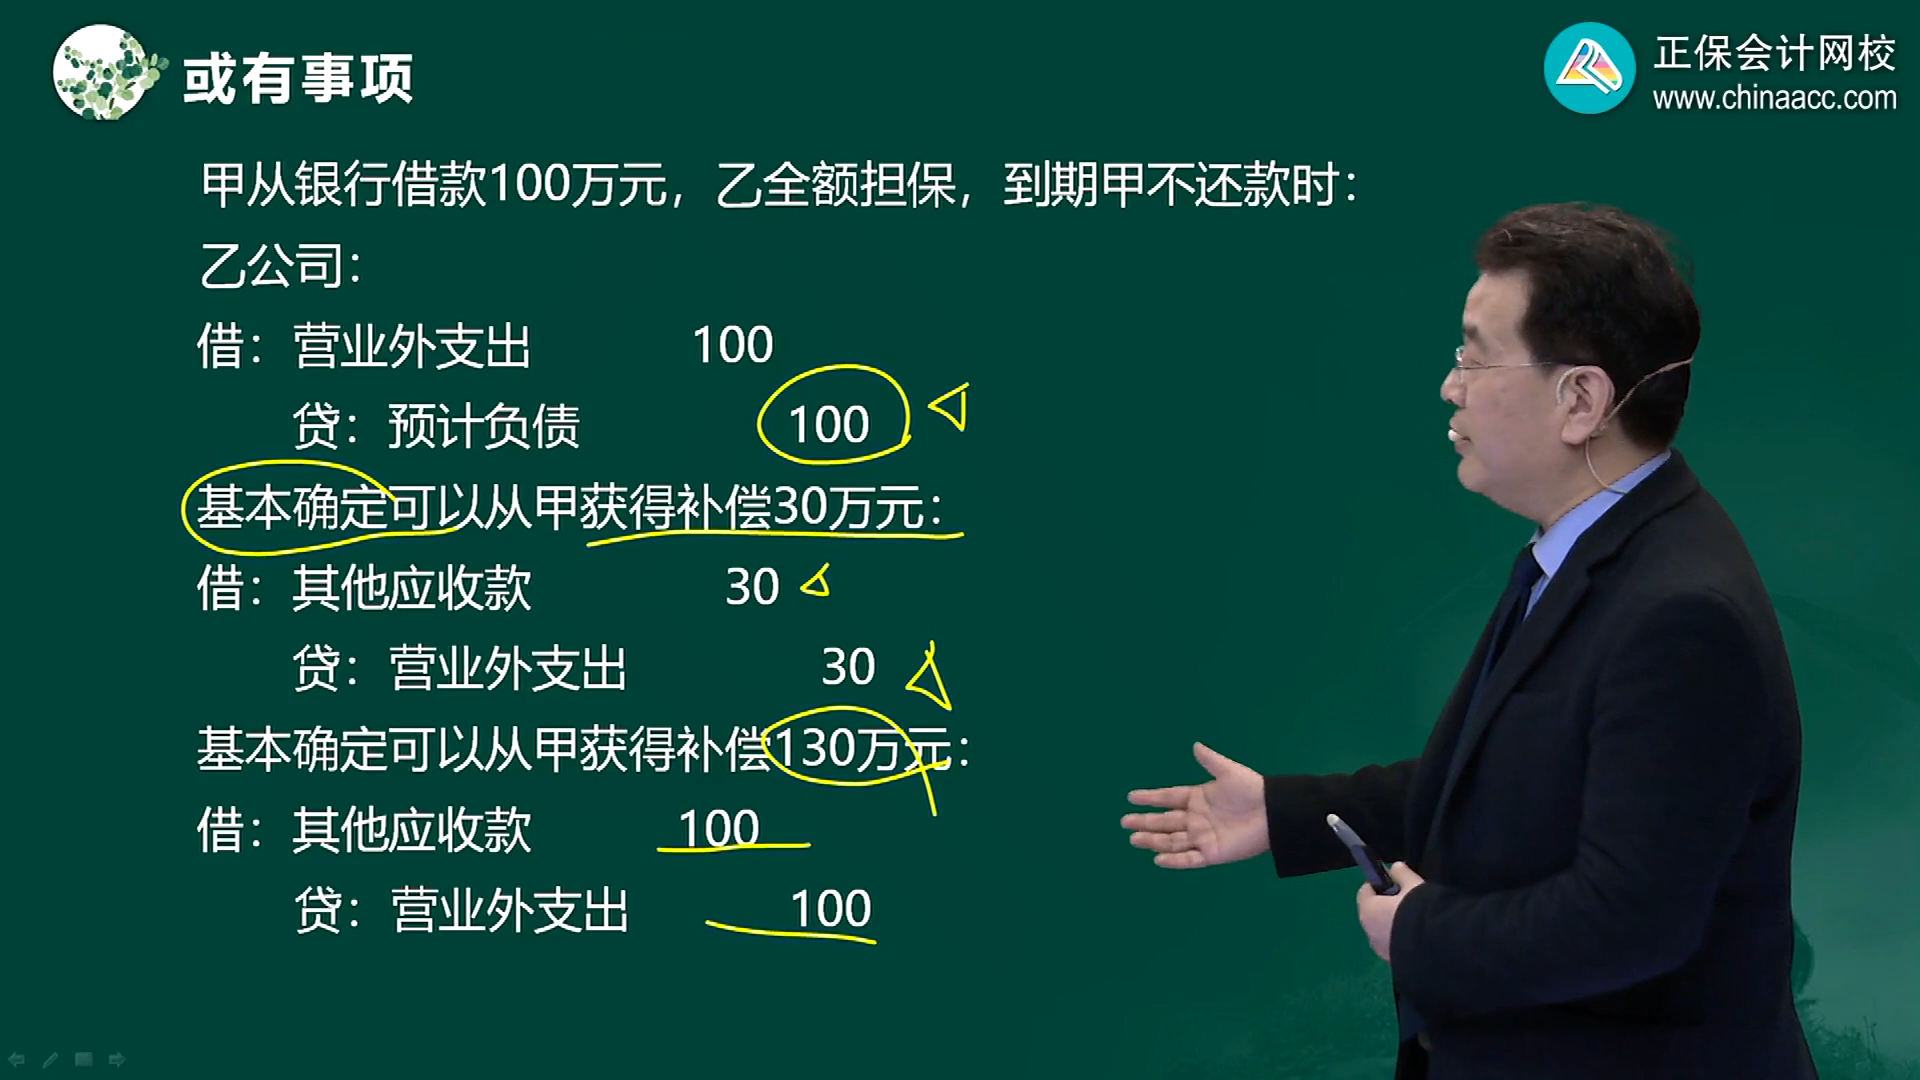 或有事项
正保会计网校
www.chinaacc.com
甲从银行借款100万元，乙全额担保，到期甲不还款时：
乙公司：
借：营业外支出 100
贷：预计负债 100
基本确定可以从甲获得补偿30万元：
借：其他应收款 30
贷：营业外支出 30
基本确定可以从甲获得补偿130万元：
借：其他应收款 100
贷：营业外支出 100